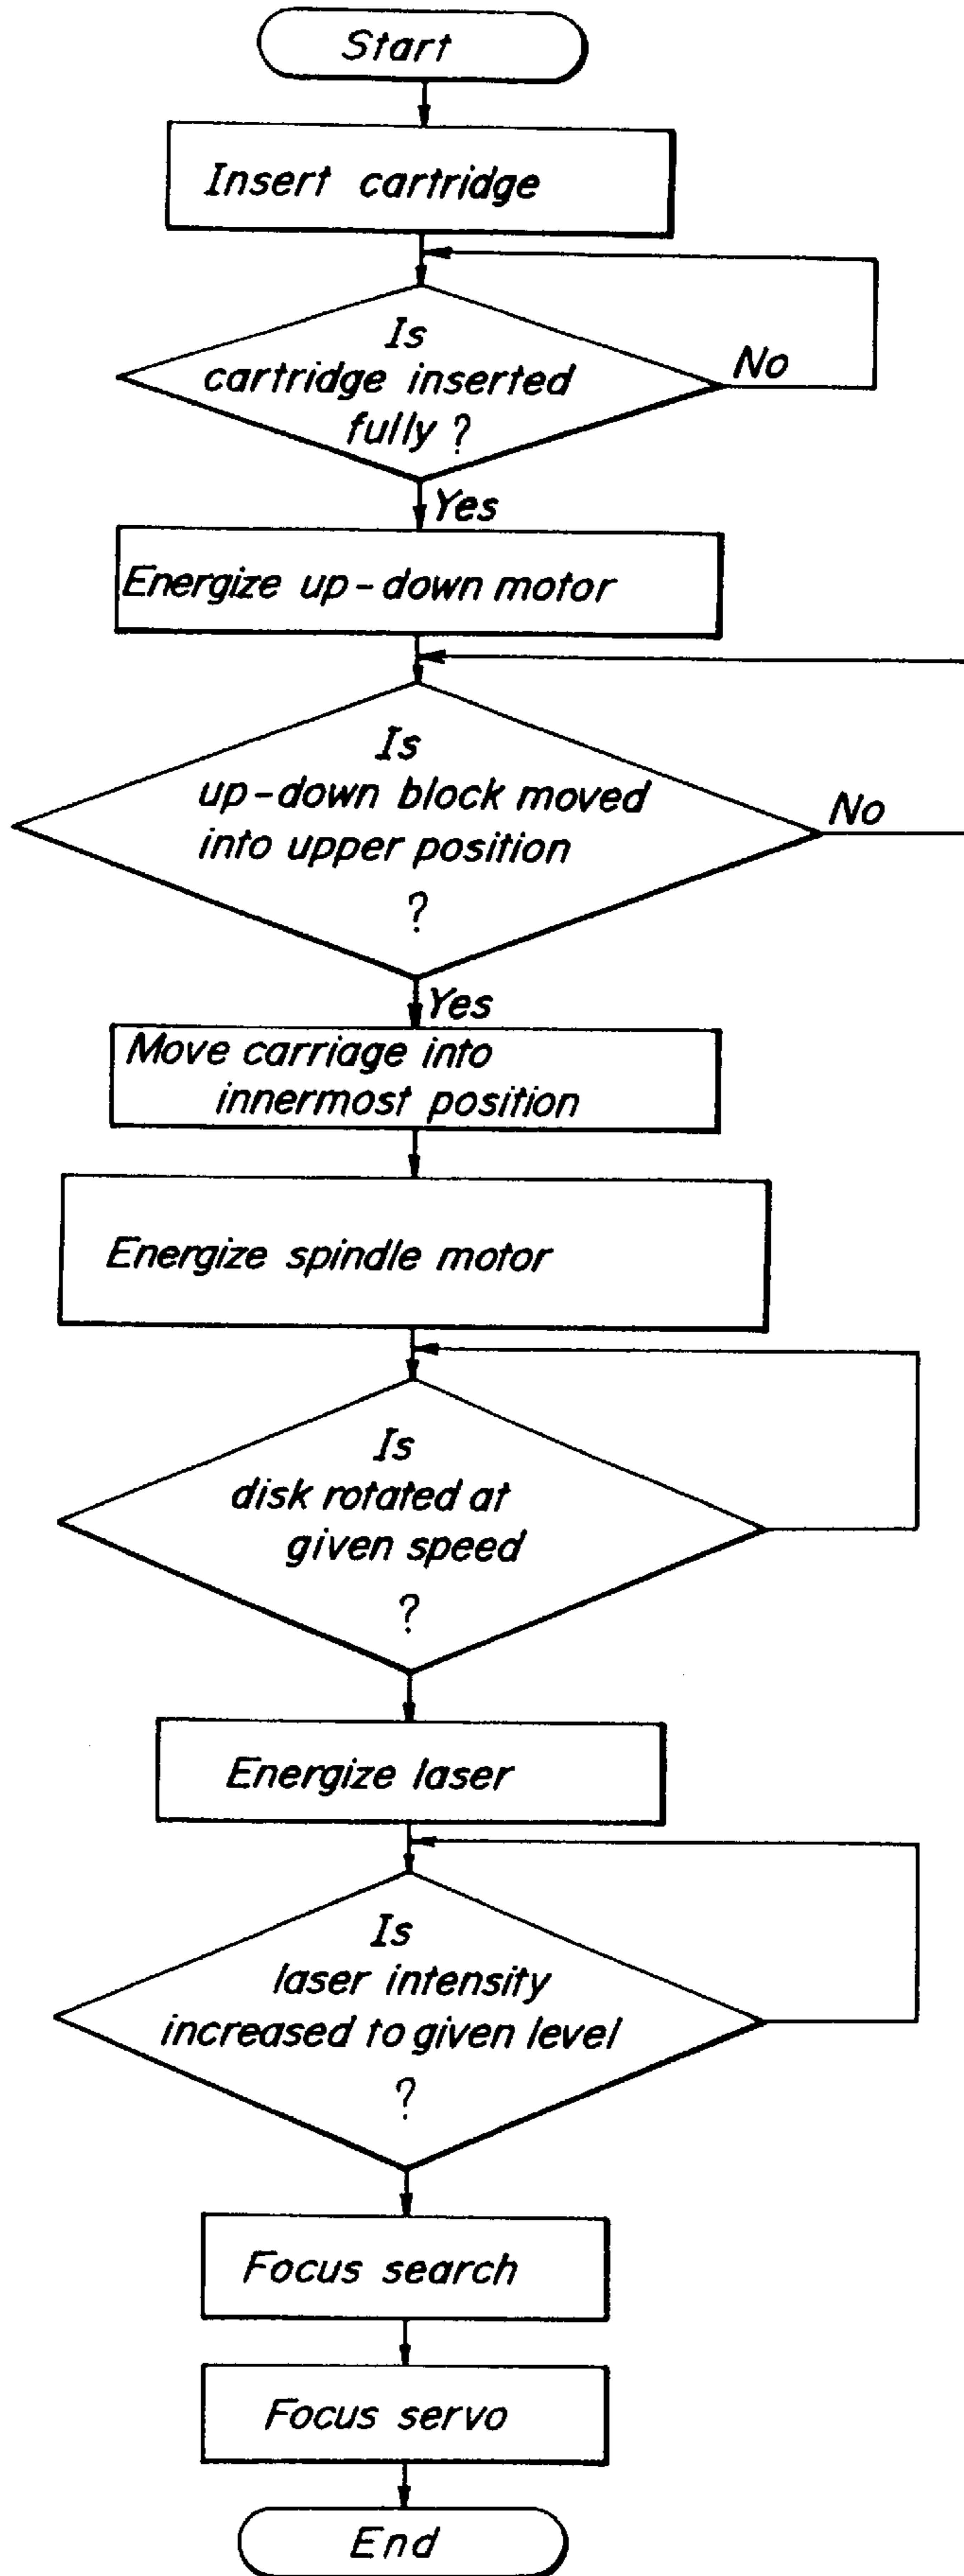 Start
Insert cartridge
Is
cartridge inserted
fully ?
No
Yes
Energize up-down motor
Is
up-down block moved
into upper position
?
No
Yes
Move carriage into
innermost position
Energize spindle motor
Is
disk rotated at
given speed
?
Energize laser
Is
laser intensity
increased to given level
?
Focus search
Focus servo
End